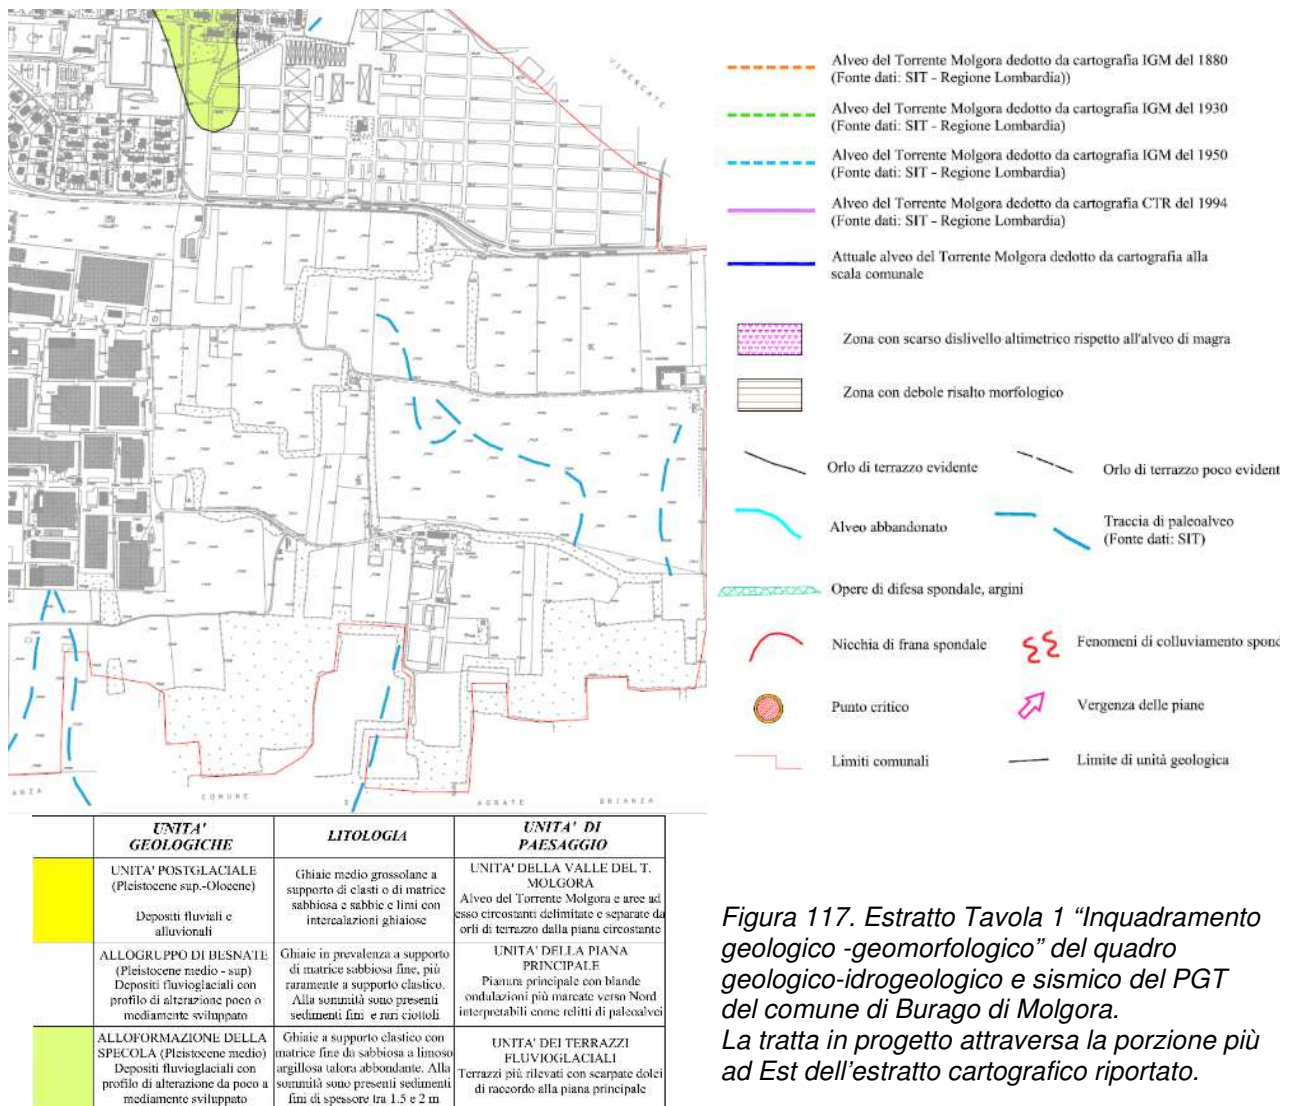 VIMERCATE
Alveo del Torrente Molgora dedotto da cartografia IGM del 1880
(Fonte dati: SIT - Regione Lombardia))
Alveo del Torrente Molgora dedotto da cartografia IGM del 1930
(Fonte dati: SIT - Regione Lombardia)
Alveo del Torrente Molgora dedotto da cartografia IGM del 1950
(Fonte dati: SIT - Regione Lombardia)
Alveo del Torrente Molgora dedotto da cartografia CTR del 1994
(Fonte dati: SIT - Regione Lombardia)
Attuale alveo del Torrente Molgora dedotto da cartografia alla
scala comunale
Zona con scarso dislivello altimetrico rispetto all'alveo di magra
Zona con debole risalto morfologico
Orlo di terrazzo evidente
Orlo di terrazzo poco evident
Alveo abbandonato
Traccia di paleoalveo
(Fonte dati: SIT)
Opere di difesa spondale, argini
Nicchia di frana spondale
Fenomeni di colluviamento spond
Punto critico
Vergenza delle piane
Limiti comunali
Limite di unità geologica
ANZA COMUNE DI AGRATE BRIANZA
UNITA'
GEOLOGICHE
LITOLOGIA
UNITA' DI
PAESAGGIO
UNITA' POSTGLACIALE
(Pleistocene sup.-Olocene)
Depositi fluviali e
alluvionali
Ghiaie medio grossolane a
supporto di clasti o di matrice
sabbiosa e sabbie e limi con
intercalazioni ghiaiose
UNITA' DELLA VALLE DEL T.
MOLGORA
Alveo del Torrente Molgora e aree ad
esso circostanti delimitate e separate da
orli di terrazzo dalla piana circostante
ALLOGRUPPO DI BESNATE
(Pleistocene medio - sup)
Depositi fluvioglaciali con
profilo di alterazione poco o
mediamente sviluppato
Ghiaie in prevalenza a supporto
di matrice sabbiosa fine, più
raramente a supporto clastico.
Alla sommità sono presenti
sedimenti fini e rari ciottoli
UNITA' DELLA PIANA
PRINCIPALE
Pianura principale con blande
ondulazioni più marcate verso Nord
interpretabili come relitti di paleoalvei
ALLOFORMAZIONE DELLA
SPECOLA (Pleistocene medio)
Depositi fluvioglaciali con
profilo di alterazione da poco a
mediamente sviluppato
Ghiaie a supporto clastico con
matrice fine da sabbiosa a limoso
argillosa talora abbondante. Alla
sommità sono presenti sedimenti
fini di spessore tra 1.5 e 2 m
UNITA' DEI TERRAZZI
FLUVIOGLACIALI
Terrazzi più rilevati con scarpate dolci
di raccordo alla piana principale
Figura 117. Estratto Tavola 1 “Inquadramento
geologico -geomorfologico” del quadro
geologico-idrogeologico e sismico del PGT
del comune di Burago di Molgora.
La tratta in progetto attraversa la porzione più
ad Est dell’estratto cartografico riportato.